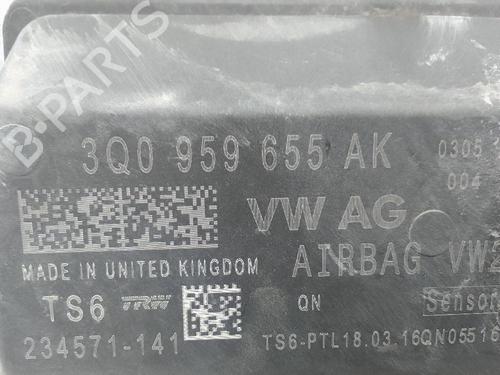 B-PARTS
3Q0 959 655 AK 0305
004
VW AG
AIRBAG VW
MADE IN UNITED KINGDOM
TS6 TRW QN Sensor
234571-141 TS6-PTL18.03.16QN05516